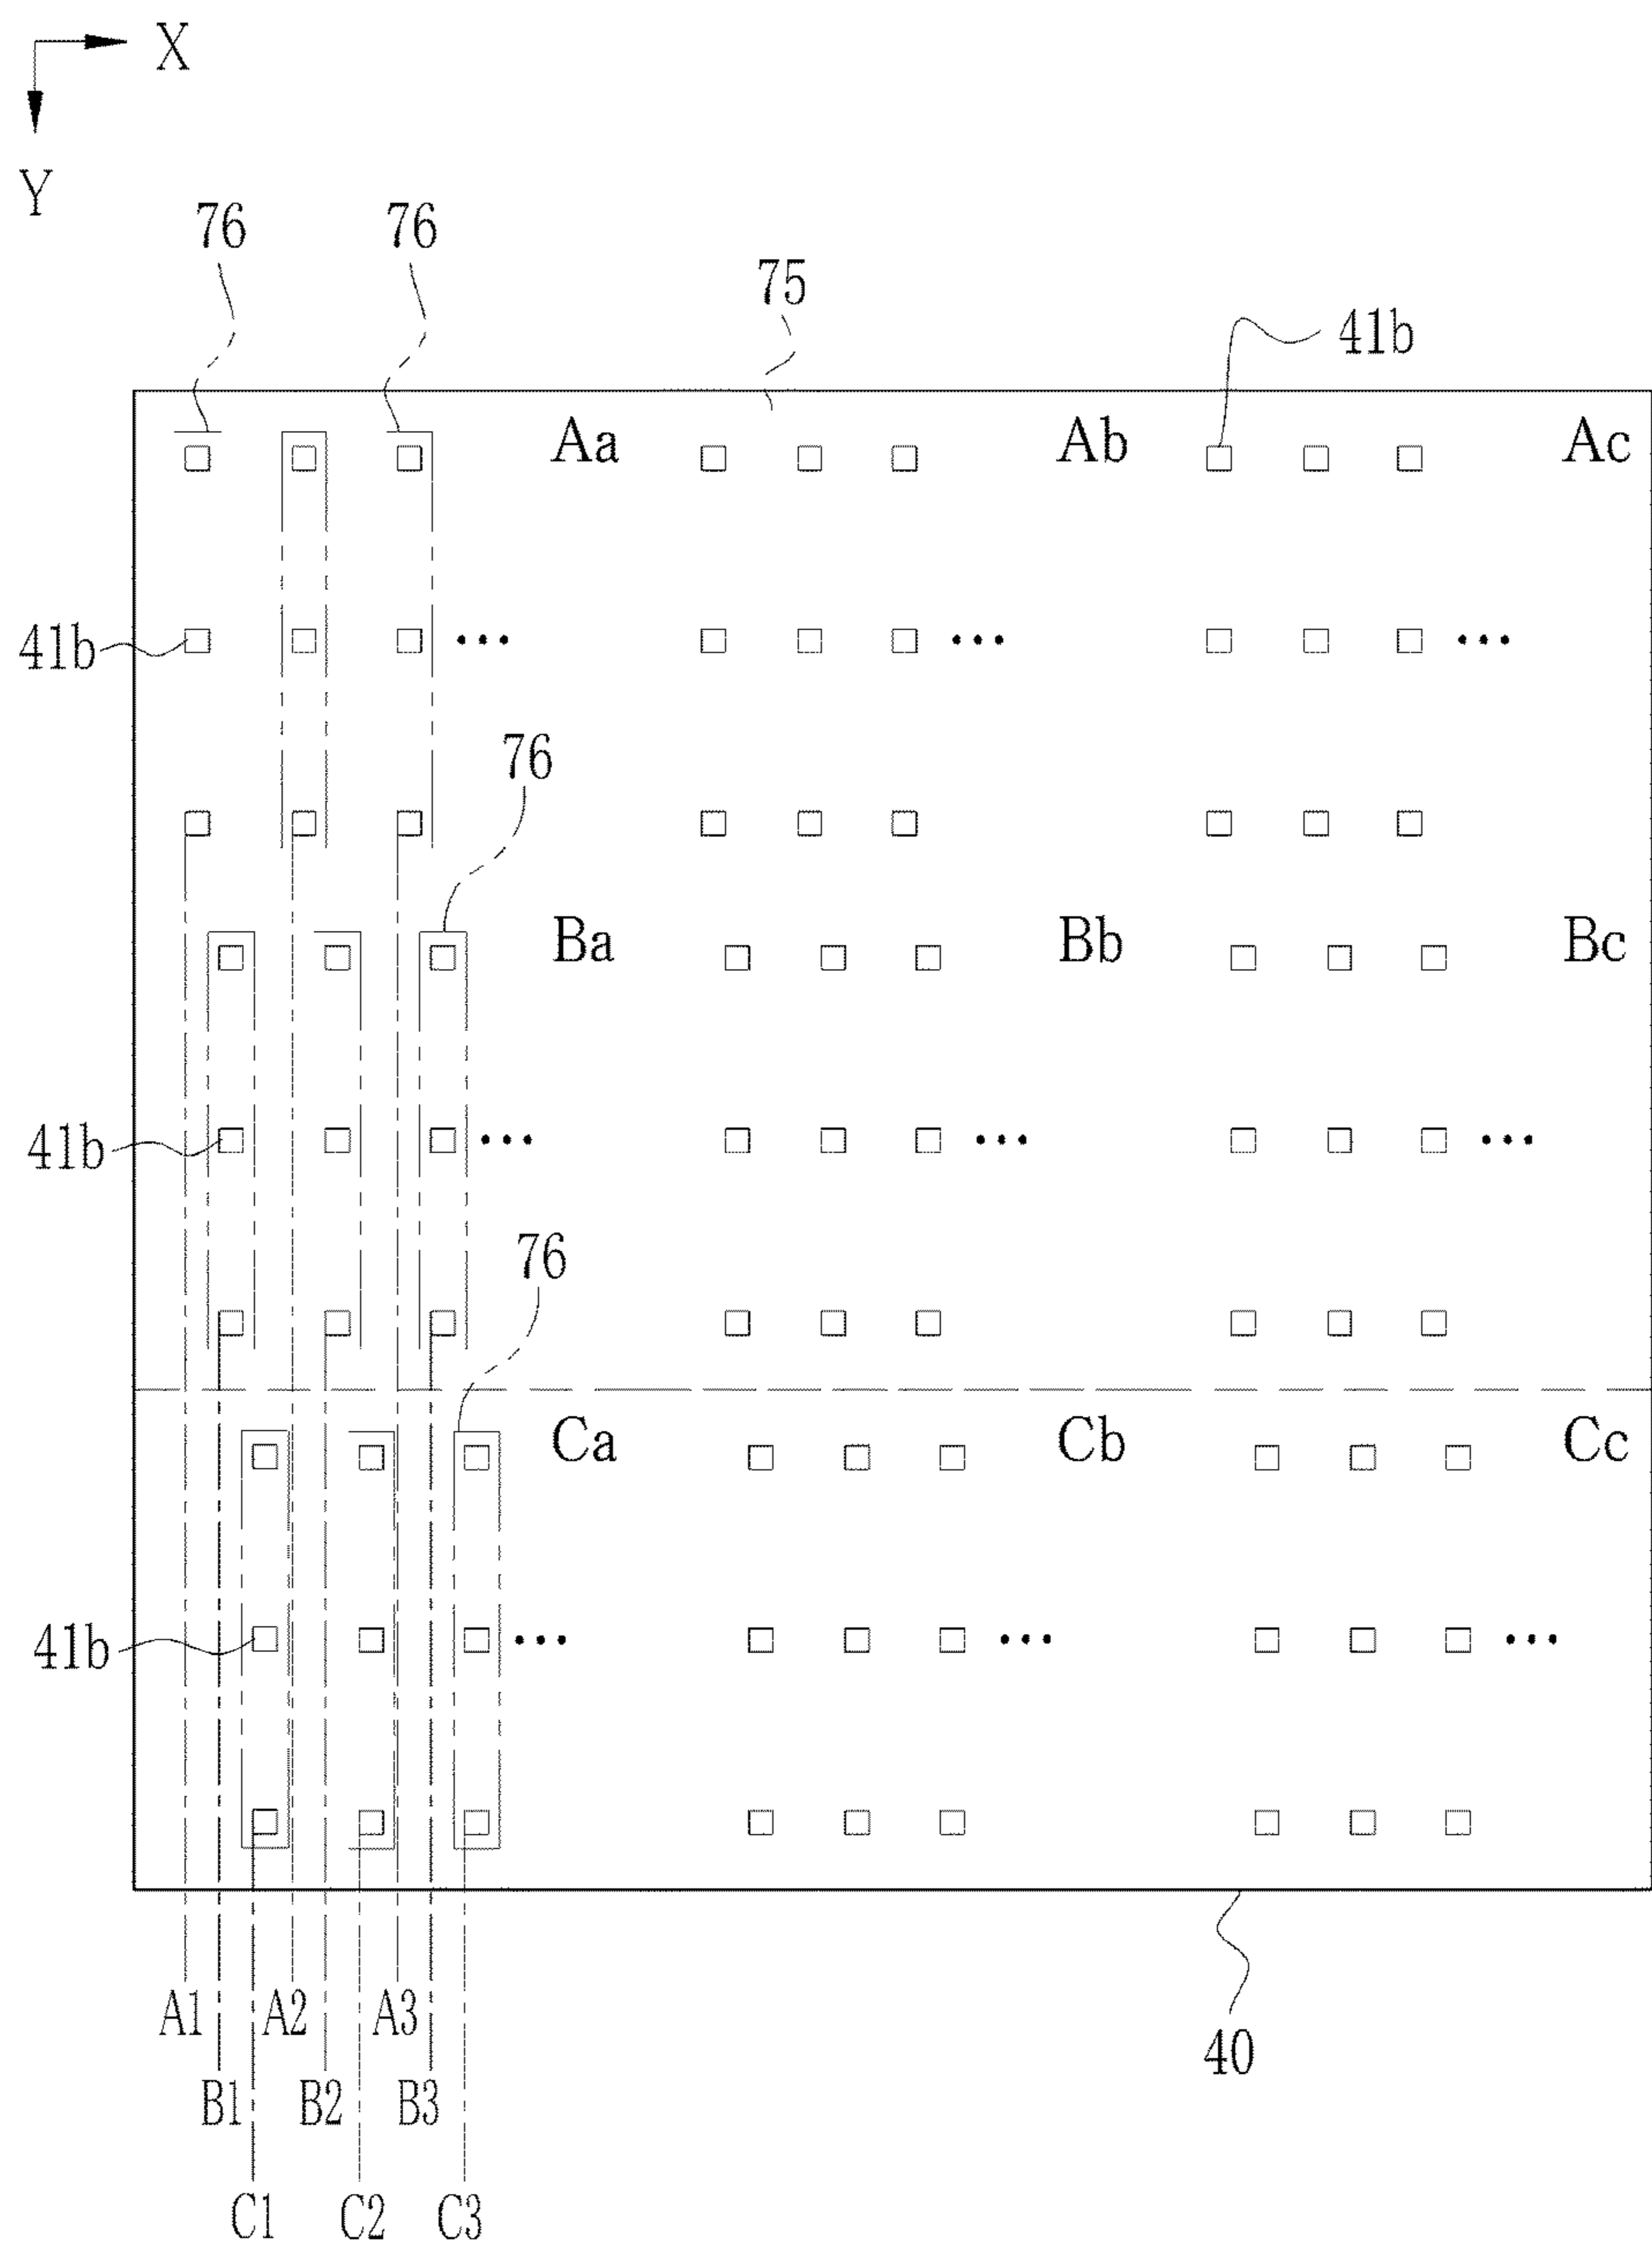 X
Y
76 76
75
41b
Aa Ab Ac
41b
76
Ba Bb Bc
41b
76
Ca Cb Cc
41b
A1 A2 A3
40
B1 B2 B3
C1 C2 C3